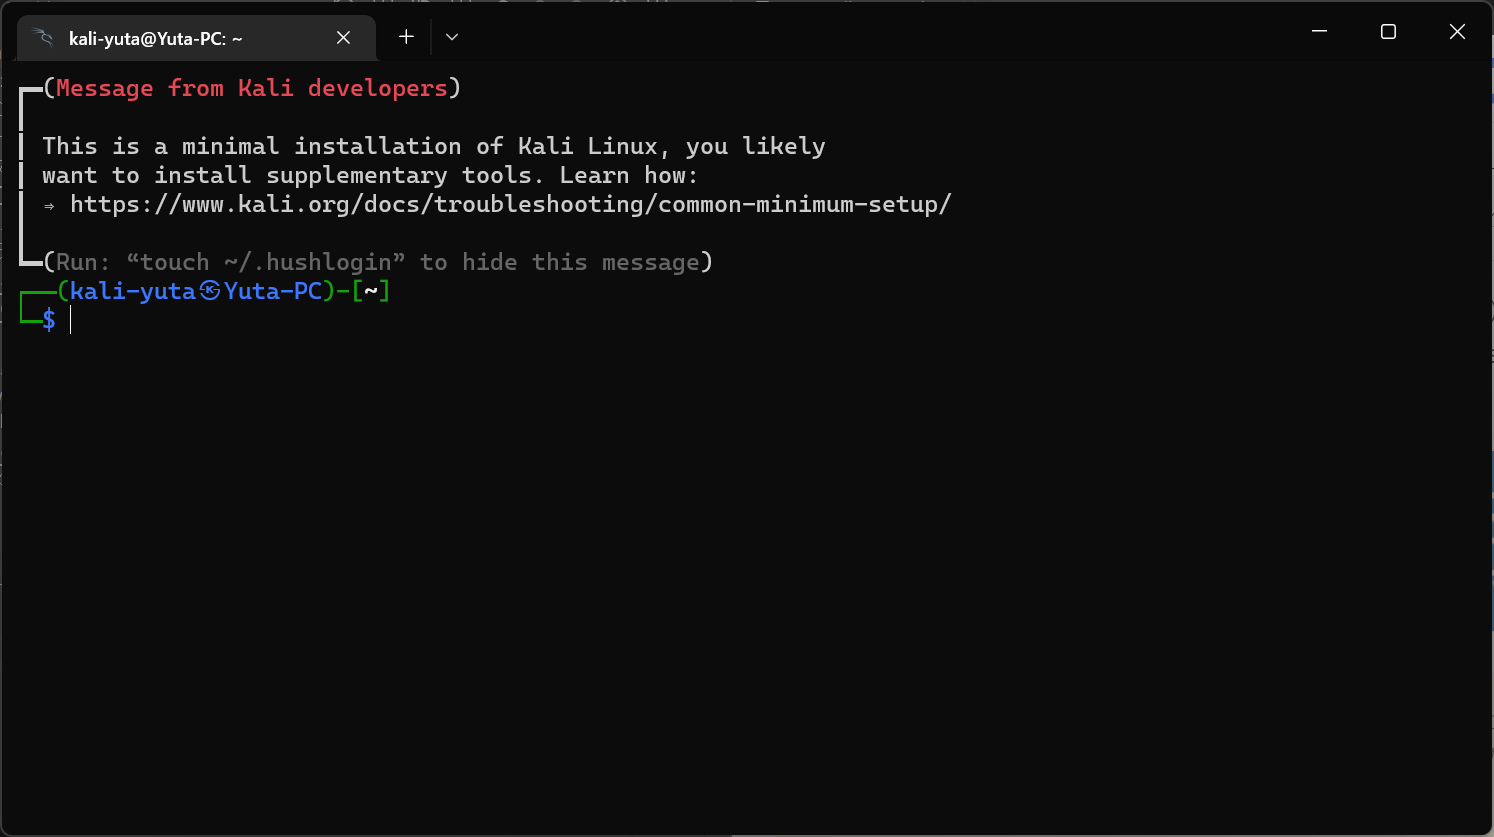 kali-yuta@Yuta-PC: ~
(Message from Kali developers)
This is a minimal installation of Kali Linux, you likely
want to install supplementary tools. Learn how:
⇒ https://www.kali.org/docs/troubleshooting/common-minimum-setup/
(Run: “touch ~/.hushlogin” to hide this message)
(kali-yuta㉿Yuta-PC)-[~]
$